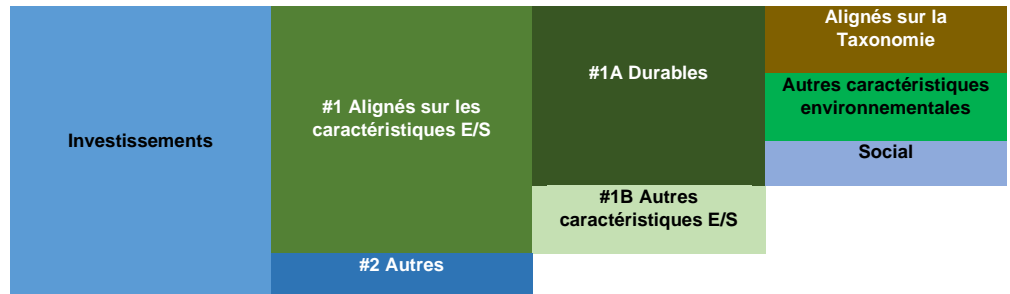 Investissements
#1 Alignés sur les
caractéristiques E/S
#2 Autres
#1A Durables
#1B Autres
caractéristiques E/S
Alignés sur la
Taxonomie
Autres caractéristiques
environnementales
Social